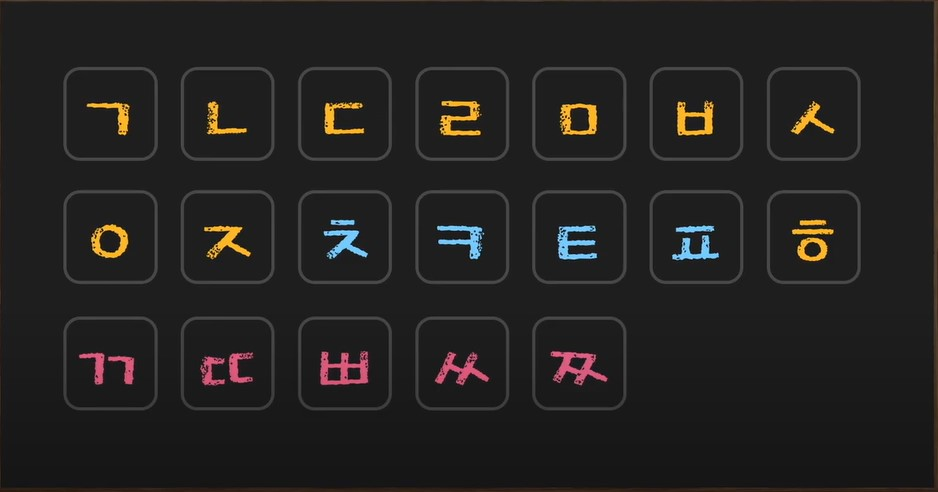 ㄱ ㄴ ㄷ ㄹ ㅁ ㅂ ㅅ
ㅇ ㅈ ㅊ ㅋ ㅌ ㅍ ㅎ
ㄲ ㄸ ㅃ ㅆ ㅉ